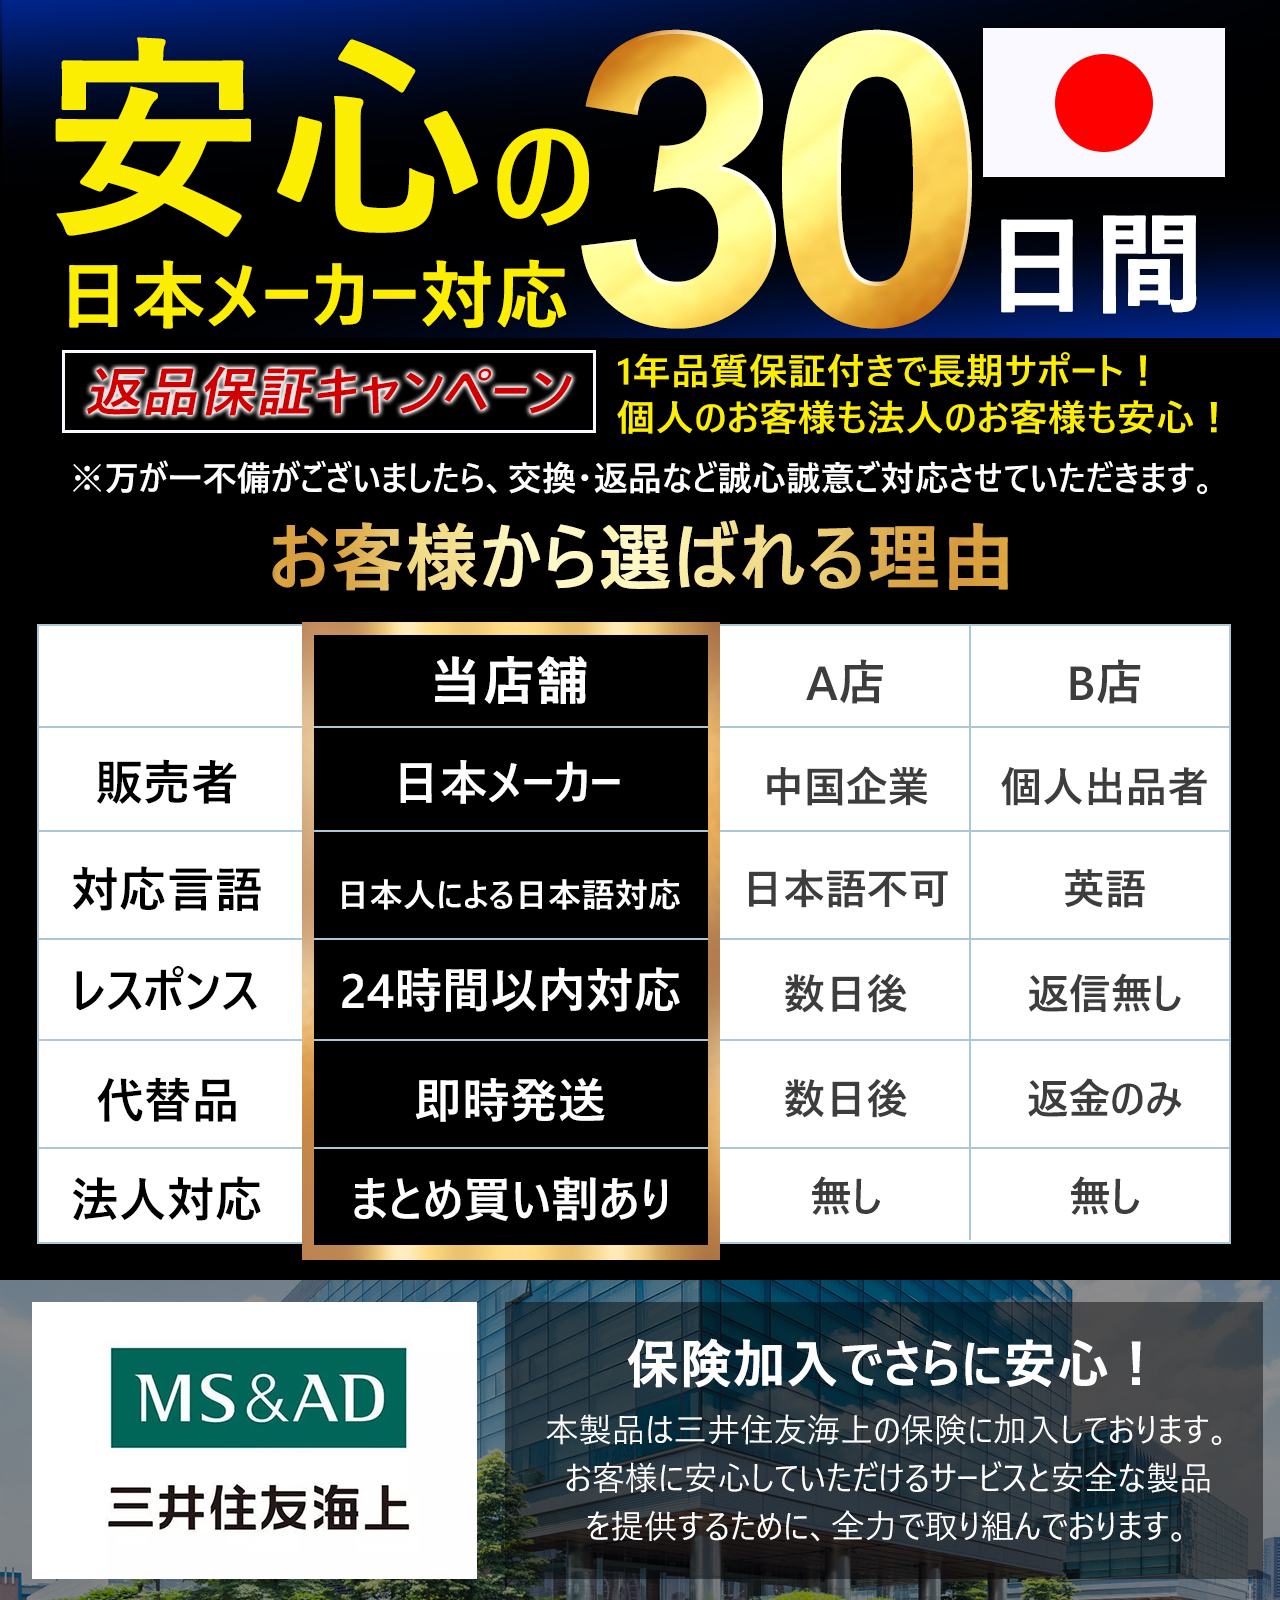 安心の30日間
日本メーカー対応
返品保証キャンペーン
1年品質保証付きで長期サポート！
個人のお客様も法人のお客様も安心！
※万が一不備がございましたら、交換・返品など誠心誠意ご対応させていただきます。
お客様から選ばれる理由
当店舗 A店 B店
販売者 日本メーカー 中国企業 個人出品者
対応言語 日本人による日本語対応 日本語不可 英語
レスポンス 24時間以内対応 数日後 返信無し
代替品 即時発送 数日後 返金のみ
法人対応 まとめ買い割あり 無し 無し
MS&AD
三井住友海上
保険加入でさらに安心！
本製品は三井住友海上の保険に加入しております。
お客様に安心していただけるサービスと安全な製品
を提供するために、全力で取り組んでおります。